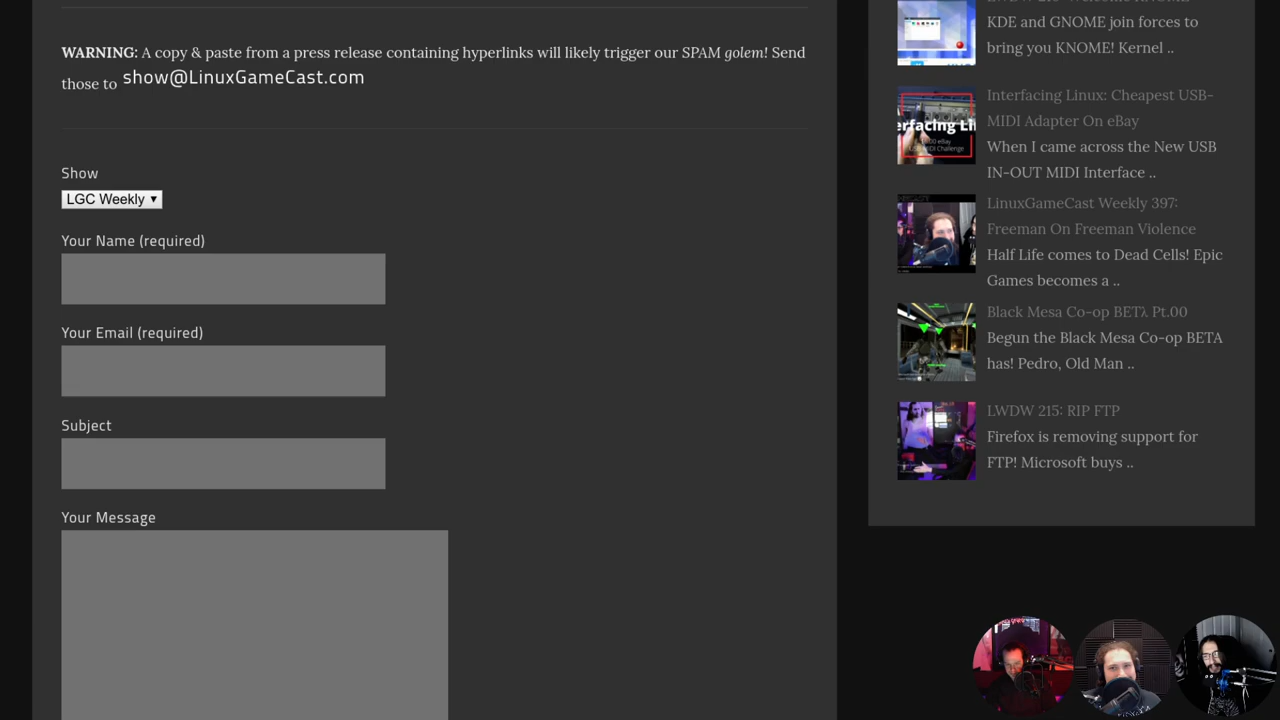 WARNING: A copy & paste from a press release containing hyperlinks will likely trigger our SPAM golem! Send
those to show@LinuxGameCast.com
Show
LGC Weekly ▾
Your Name (required)
Your Email (required)
Subject
Your Message
KDE and GNOME join forces to
bring you KNOME! Kernel ..
Interfacing Linux: Cheapest USB-
MIDI Adapter On eBay
When I came across the New USB
IN-OUT MIDI Interface ..
LinuxGameCast Weekly 397:
Freeman On Freeman Violence
Half Life comes to Dead Cells! Epic
Games becomes a ..
Black Mesa Co-op BETλ Pt.00
Begun the Black Mesa Co-op BETA
has! Pedro, Old Man ..
LWDW 215: RIP FTP
Firefox is removing support for
FTP! Microsoft buys ..